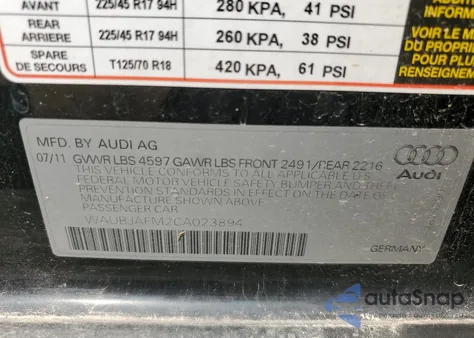 AVANT 225/45 R17 94H 280 KPA, 41 PSI
REAR
ARRIERE 225/45 R17 94H 260 KPA, 38 PSI
SPARE
DE SECOURS T125/70 R18 420 KPA, 61 PSI
INFORMATION
VOIR LE M
DU PROPRI
POUR PLUS
RENSEIGNEM
MFD. BY AUDI AG
07/11 GVWR LBS 4597 GAWR LBS FRONT 2491/REAR 2216
THIS VEHICLE CONFORMS TO ALL APPLICABLE U.S.
FEDERAL MOTOR VEHICLE SAFETY BUMPER AND THEFT
PREVENTION STANDARDS IN EFFECT ON THE DATE OF
MANUFACTURE SHOWN ABOVE
PASSENGER CAR
WAUBJAFM2CA023894
Audi
GERMANY
autoSnap